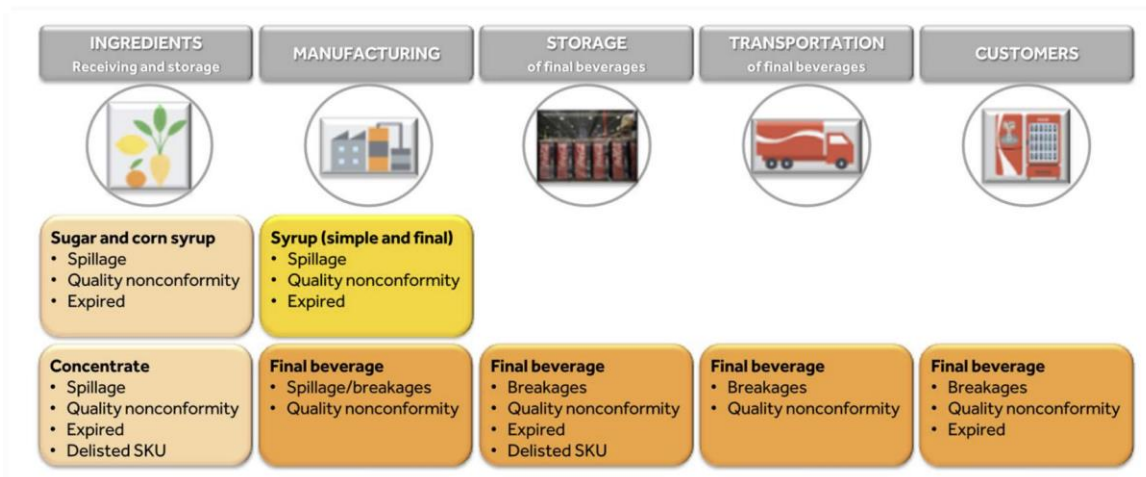 INGREDIENTS
Receiving and storage
MANUFACTURING
STORAGE
of final beverages
TRANSPORTATION
of final beverages
CUSTOMERS
Sugar and corn syrup
• Spillage
• Quality nonconformity
• Expired
Syrup (simple and final)
• Spillage
• Quality nonconformity
• Expired
Concentrate
• Spillage
• Quality nonconformity
• Expired
• Delisted SKU
Final beverage
• Spillage/breakages
• Quality nonconformity
Final beverage
• Breakages
• Quality nonconformity
• Expired
• Delisted SKU
Final beverage
• Breakages
• Quality nonconformity
Final beverage
• Breakages
• Quality nonconformity
• Expired